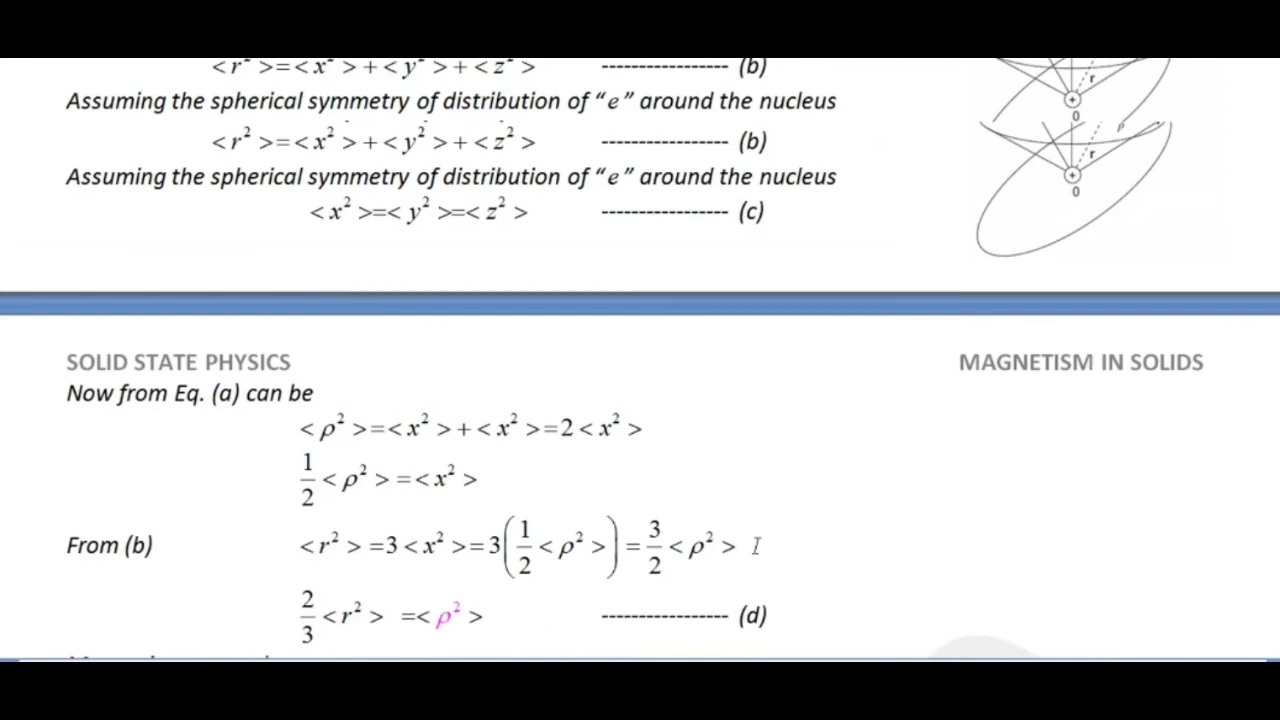 < r² >=< x² > + < y² > + < z² > ----------------- (b)
Assuming the spherical symmetry of distribution of "e" around the nucleus
< r² >=< x² > + < y² > + < z² > ----------------- (b)
Assuming the spherical symmetry of distribution of "e" around the nucleus
< x² >=< y² >=< z² > ----------------- (c)
r
+
0
ρ
r
+
0
SOLID STATE PHYSICS MAGNETISM IN SOLIDS
Now from Eq. (a) can be
< ρ² >=< x² > + < x² >=2 < x² >
1/2 < ρ² > =< x² >
From (b) < r² > =3 < x² >=3(1/2 < ρ² >) = 3/2 < ρ² >
2/3 < r² > =< ρ² > ----------------- (d)